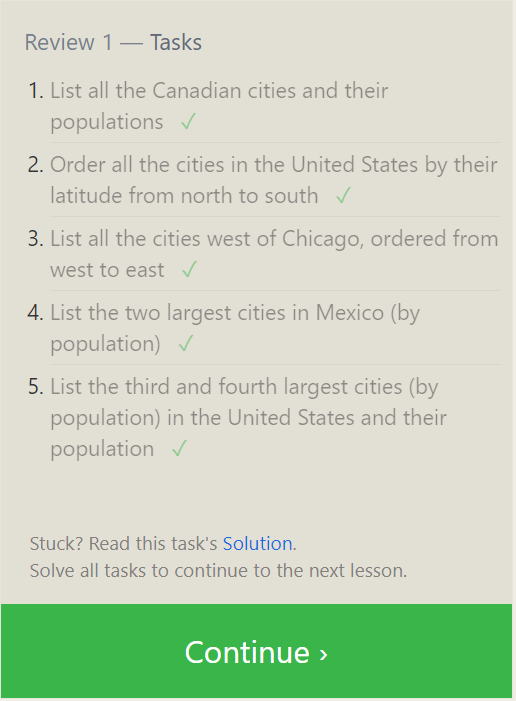 Review 1 — Tasks
1. List all the Canadian cities and their
populations ✓
2. Order all the cities in the United States by their
latitude from north to south ✓
3. List all the cities west of Chicago, ordered from
west to east ✓
4. List the two largest cities in Mexico (by
population) ✓
5. List the third and fourth largest cities (by
population) in the United States and their
population ✓
Stuck? Read this task's Solution.
Solve all tasks to continue to the next lesson.
Continue ›